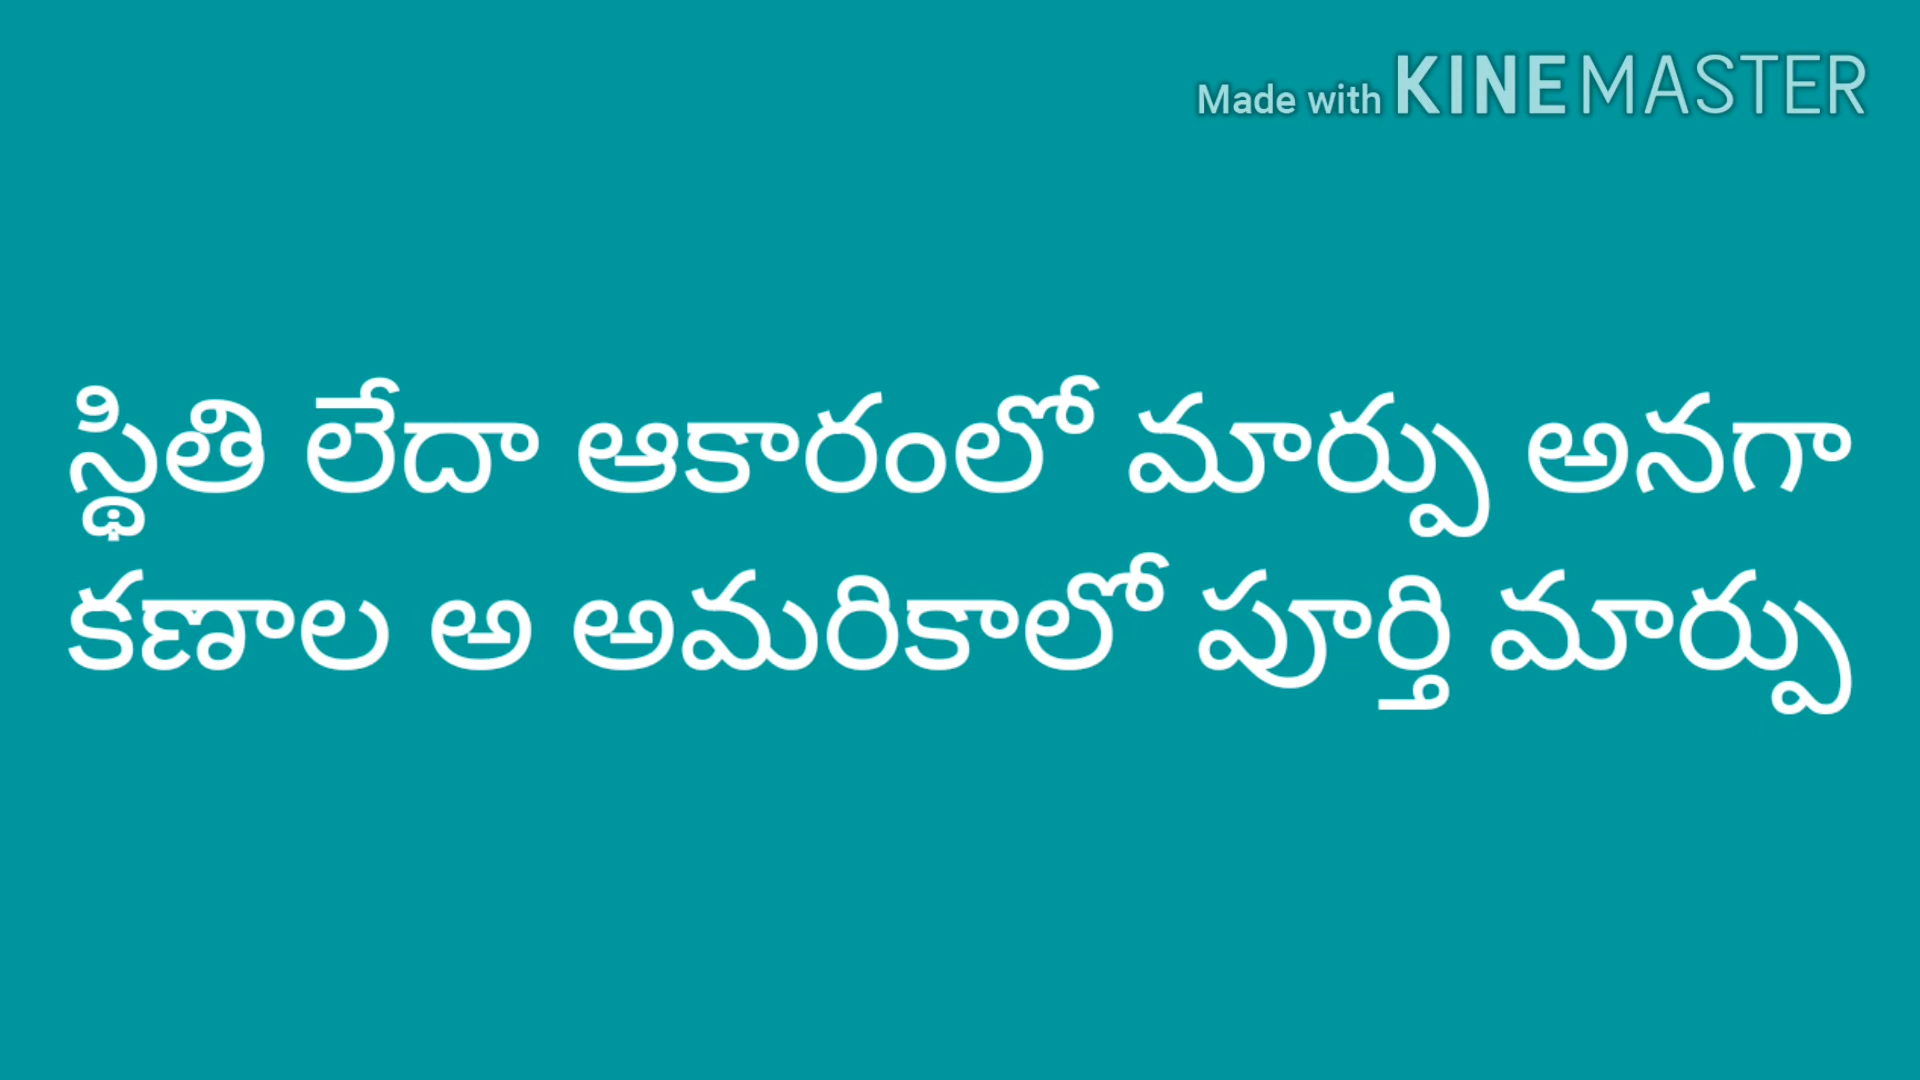 Made with KINEMASTER
స్థితి లేదా ఆకారంలో మార్పు అనగా
కణాల అ అమరికాలో పూర్తి మార్పు